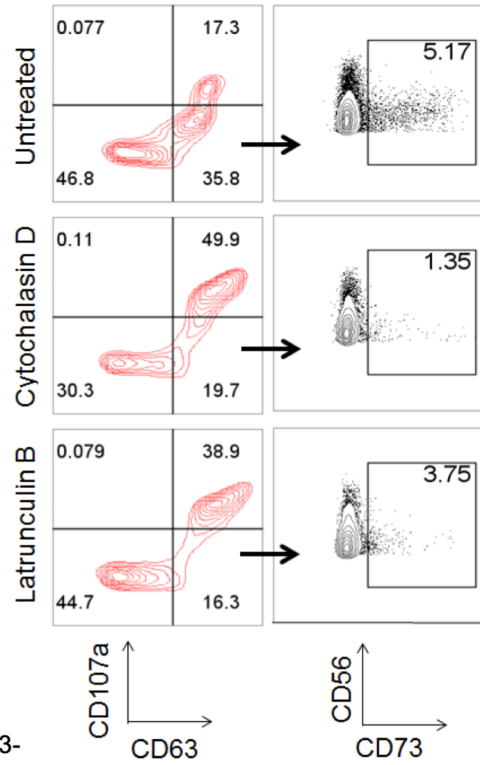 Untreated
0.077 17.3
46.8 35.8
5.17
Cytochalasin D
0.11 49.9
30.3 19.7
1.35
Latruncullin B
0.079 38.9
44.7 16.3
3.75
CD107a
CD63
CD56
CD73
3-